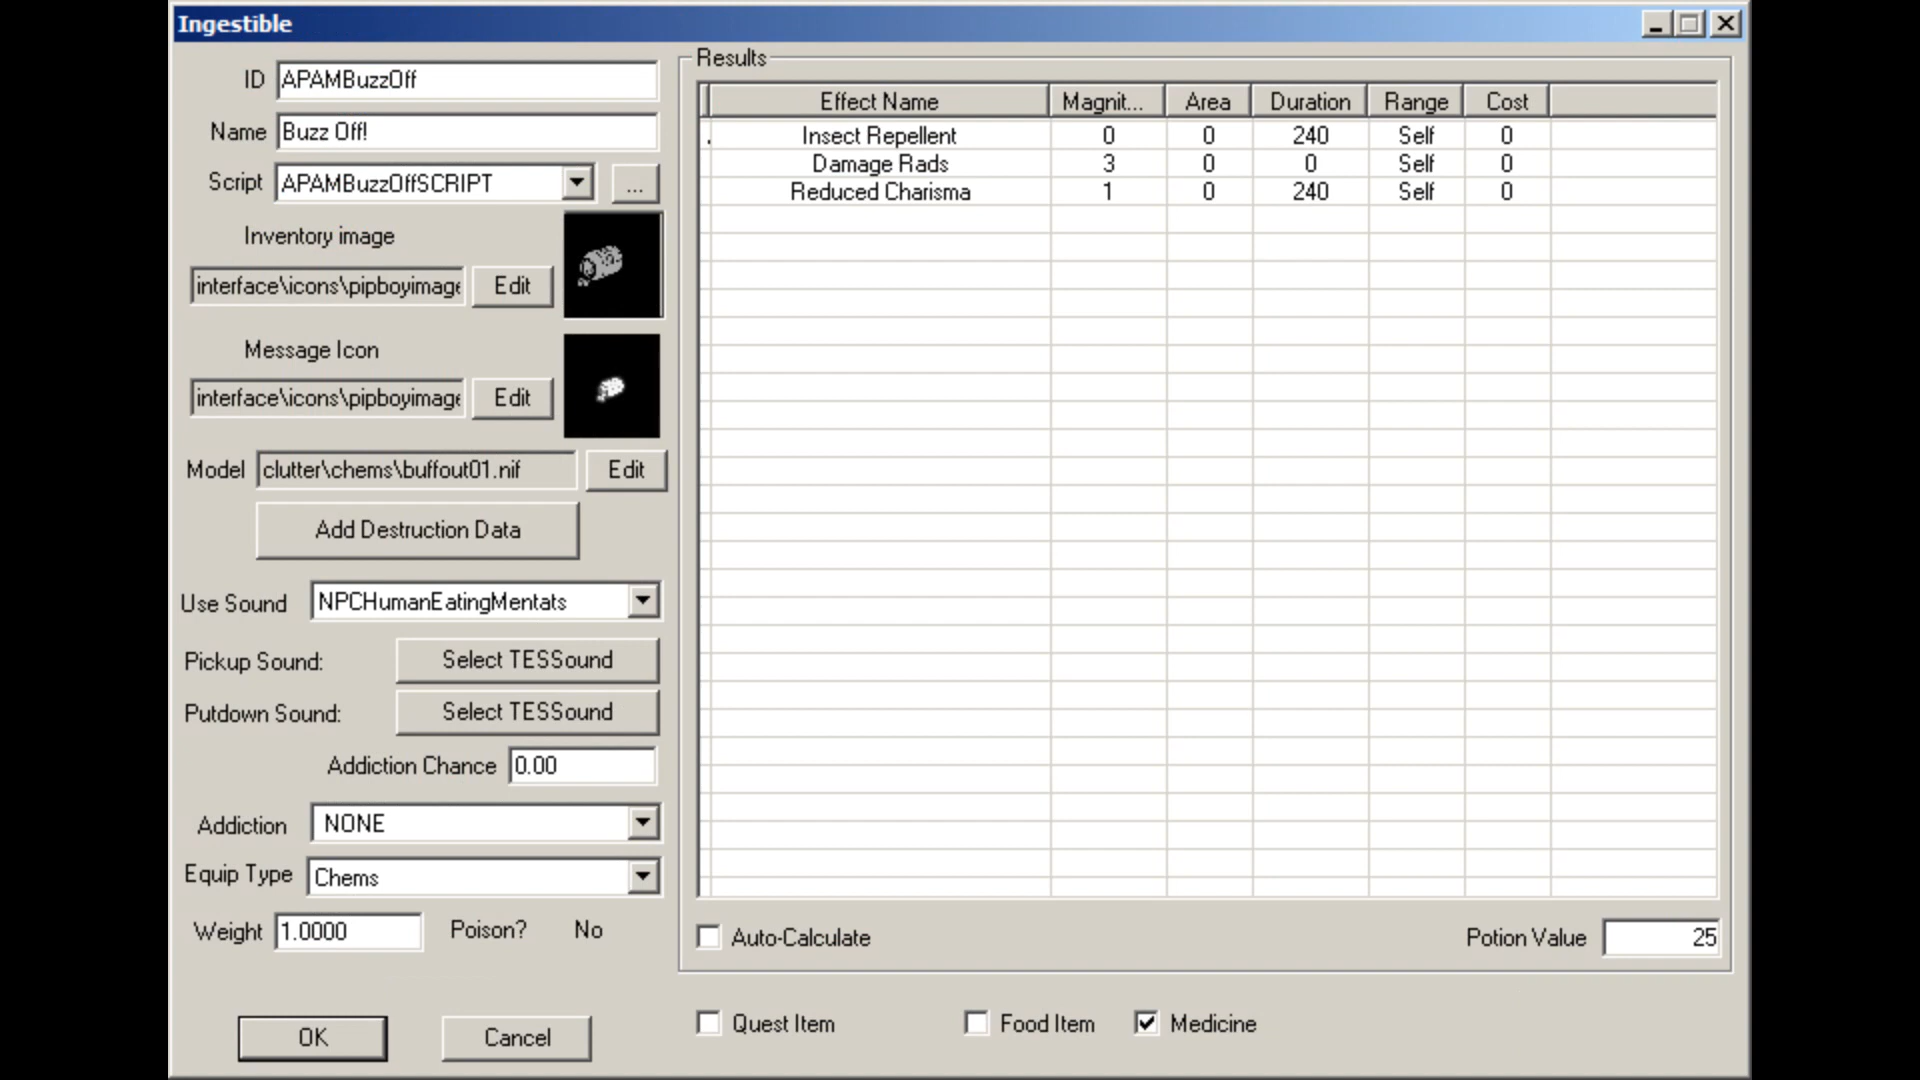 Ingestible
ID APAMBuzzOff
Name Buzz Off!
Script APAMBuzzOffSCRIPT ...
Inventory image
interface\icons\pipboyimage Edit
Message Icon
interface\icons\pipboyimage Edit
Model clutter\chems\buffout01.nif Edit
Add Destruction Data
Use Sound NPCHumanEatingMentats
Pickup Sound: Select TESSound
Putdown Sound: Select TESSound
Addiction Chance 0.00
Addiction NONE
Equip Type Chems
Weight 1.0000 Poison? No
OK Cancel
Results
Effect Name Magnit... Area Duration Range Cost
Insect Repellent 0 0 240 Self 0
Damage Rads 3 0 0 Self 0
Reduced Charisma 1 0 240 Self 0
Auto-Calculate Potion Value 25
Quest Item Food Item Medicine